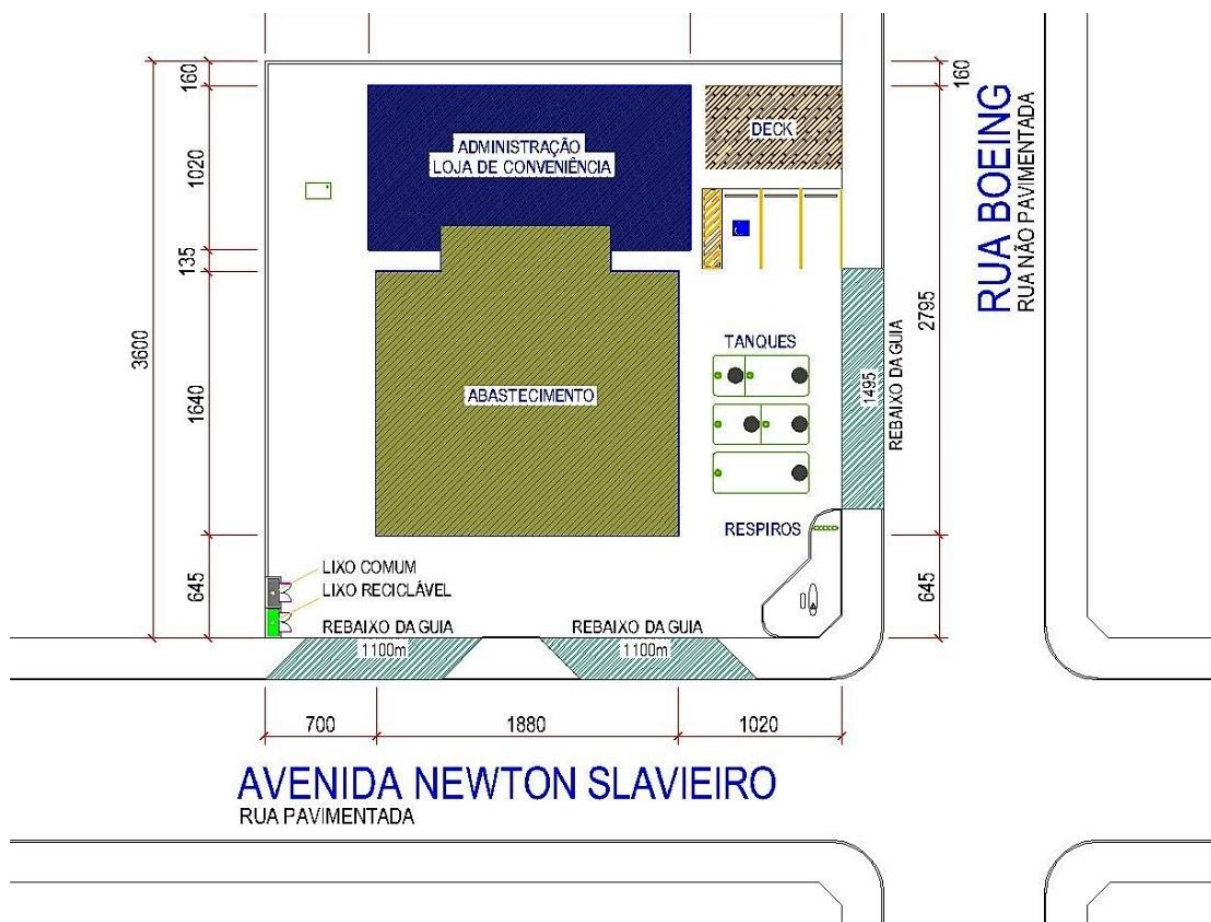 160
1020
135
3600
1640
645
ADMINISTRAÇÃO
LOJA DE CONVENIÊNCIA
DECK
ABASTECIMENTO
TANQUES
RESPIROS
LIXO COMUM
LIXO RECICLÁVEL
REBAIXO DA GUIA
1100m
REBAIXO DA GUIA
1100m
1495
REBAIXO DA GUIA
160
2795
645
RUA BOEING
RUA NÃO PAVIMENTADA
700
1880
1020
AVENIDA NEWTON SLAVIEIRO
RUA PAVIMENTADA